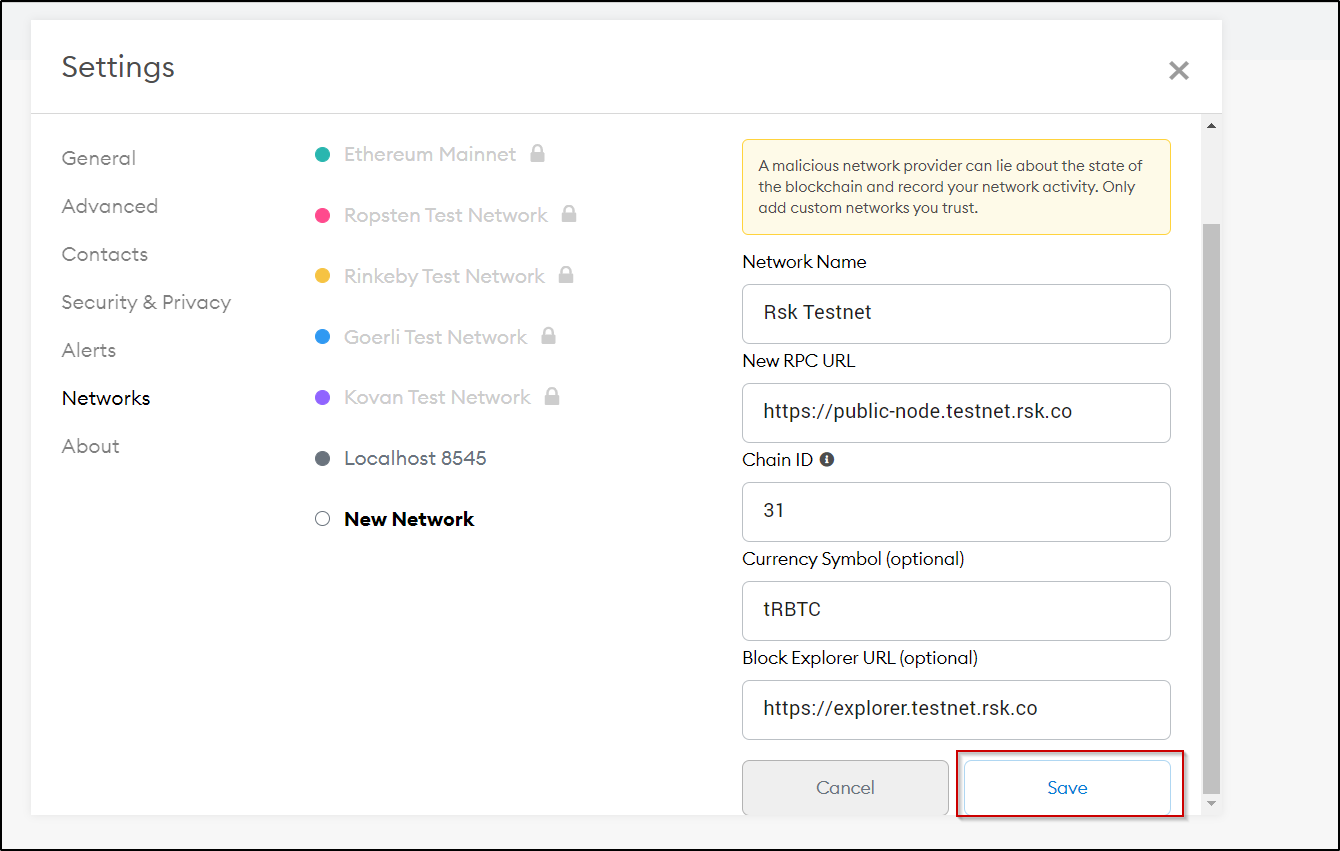 Settings
General
Advanced
Contacts
Security & Privacy
Alerts
Networks
About
Ethereum Mainnet
Ropsten Test Network
Rinkeby Test Network
Goerli Test Network
Kovan Test Network
Localhost 8545
New Network
A malicious network provider can lie about the state of
the blockchain and record your network activity. Only
add custom networks you trust.
Network Name
Rsk Testnet
New RPC URL
https://public-node.testnet.rsk.co
Chain ID
31
Currency Symbol (optional)
tRBTC
Block Explorer URL (optional)
https://explorer.testnet.rsk.co
Cancel
Save